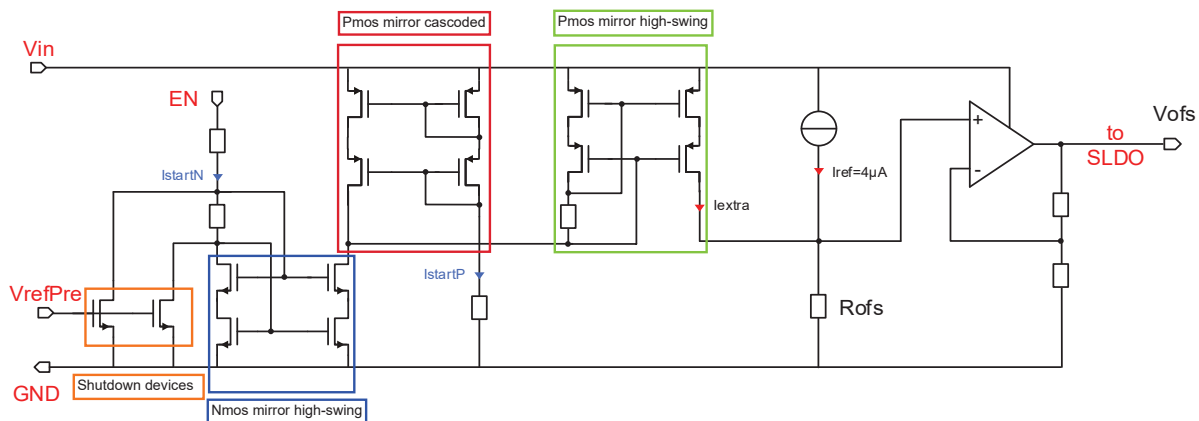 Pmos mirror cascoded
Pmos mirror high-swing
Vin
EN
+
-
to
SLDO
Vofs
IstartN
Iref=4µA
Iextra
IstartP
VrefPre
Rofs
GND
Shutdown devices
Nmos mirror high-swing